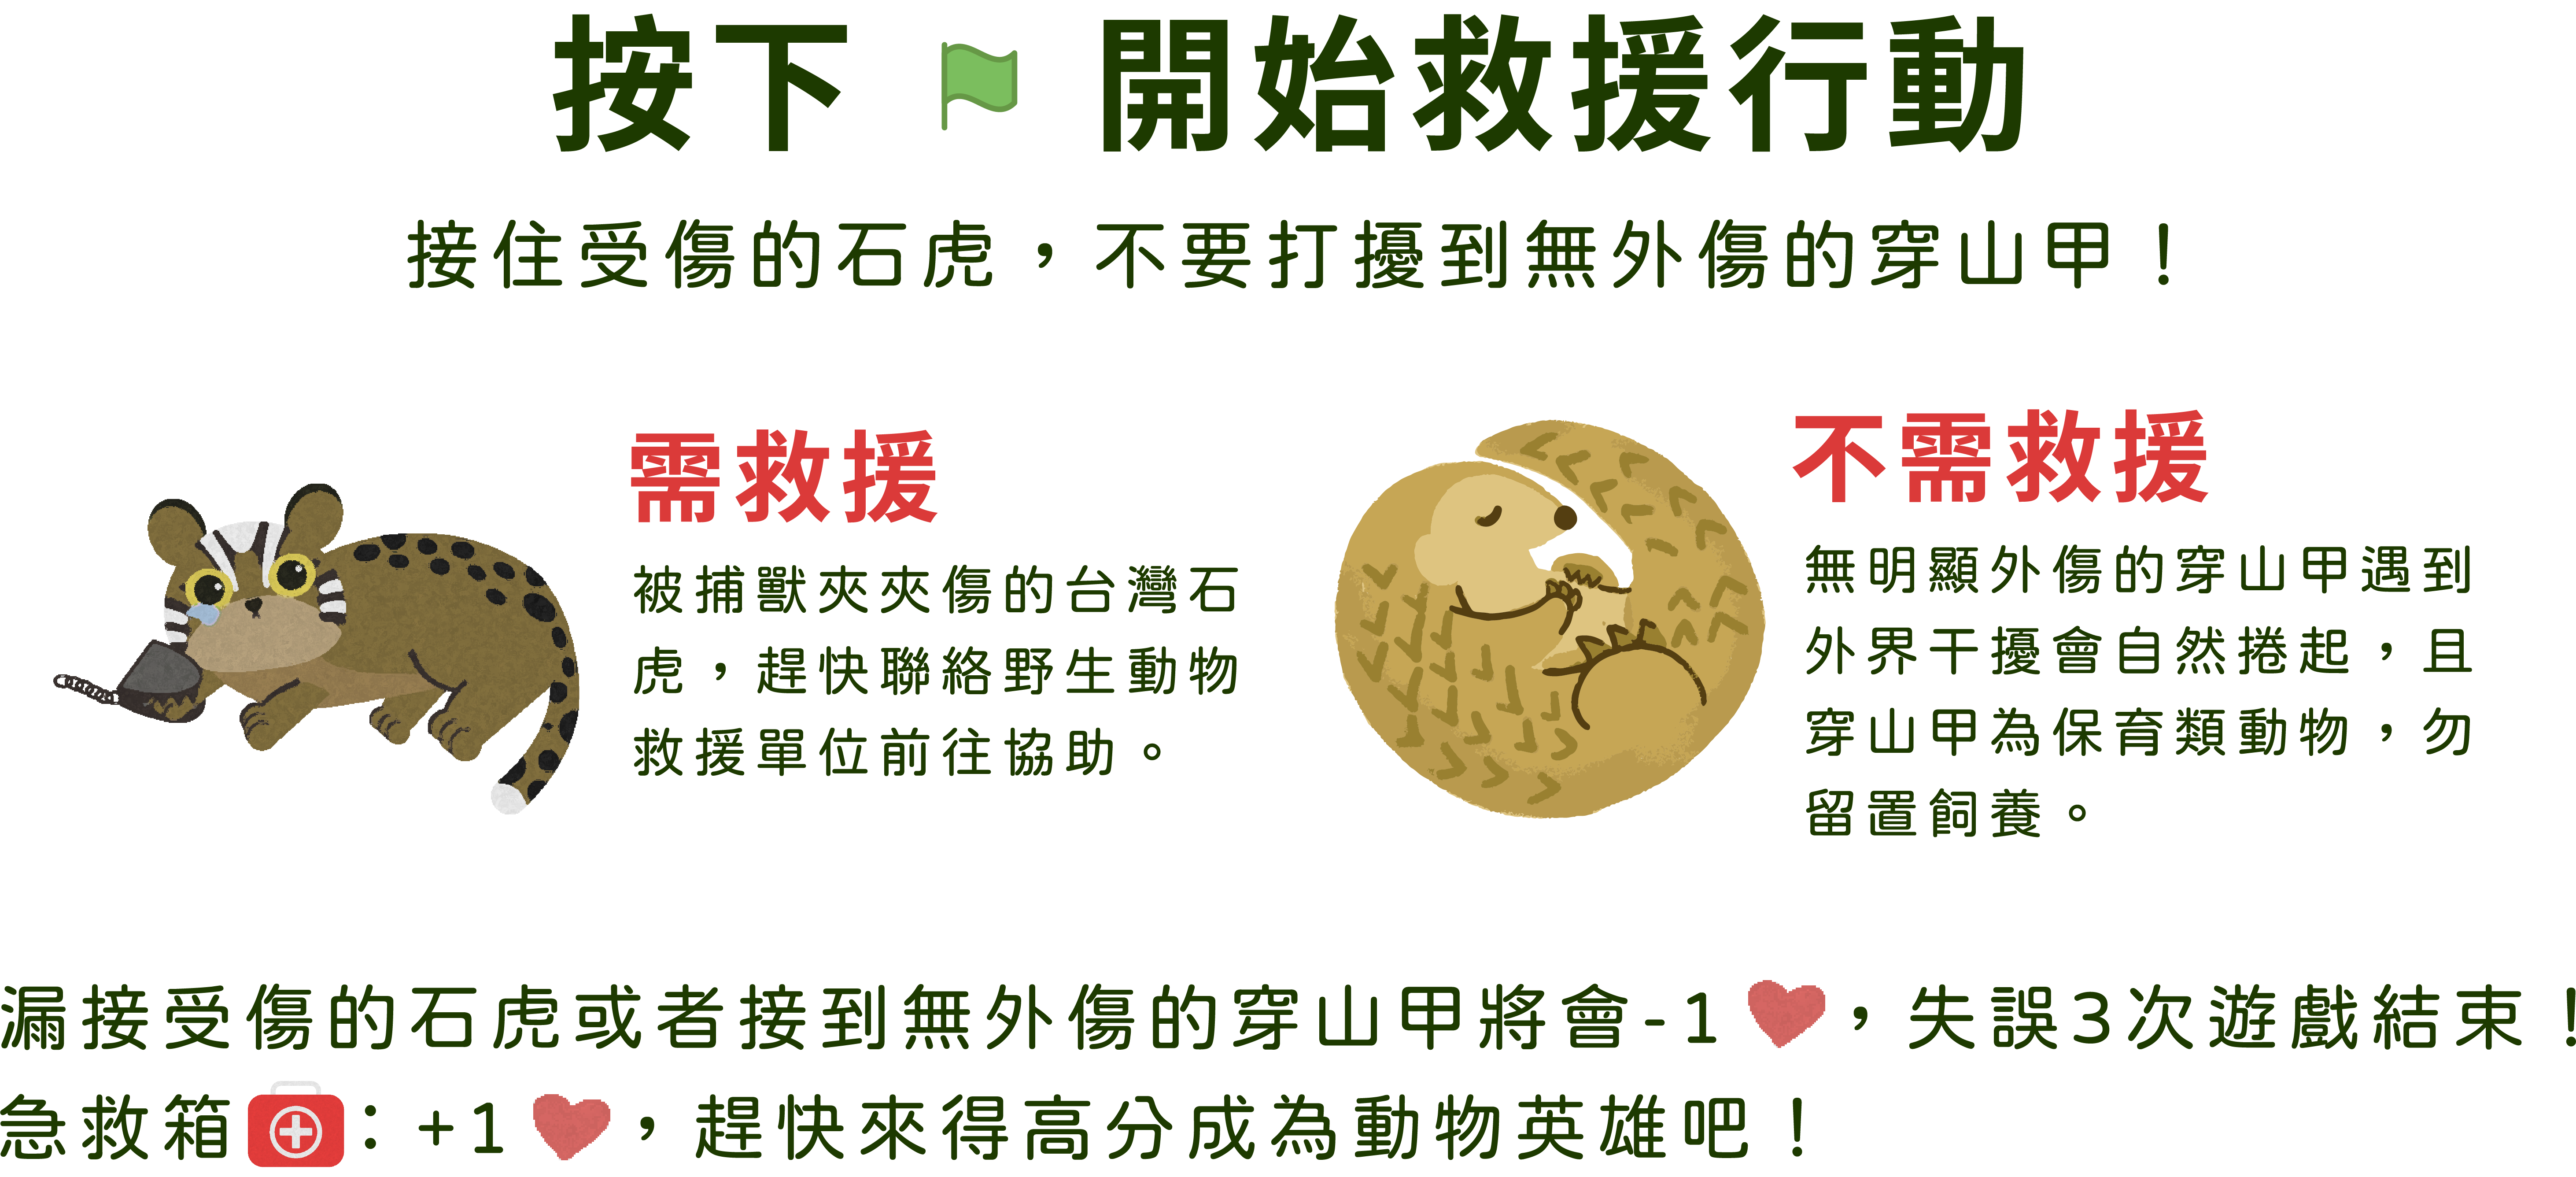 按下 開始救援行動
接住受傷的石虎，不要打擾到無外傷的穿山甲！
需救援
被捕獸夾夾傷的台灣石
虎，趕快聯絡野生動物
救援單位前往協助。
不需救援
無明顯外傷的穿山甲遇到
外界干擾會自然捲起，且
穿山甲為保育類動物，勿
留置飼養。
漏接受傷的石虎或者接到無外傷的穿山甲將會-1 ，失誤3次遊戲結束！
急救箱 ：+1 ，趕快來得高分成為動物英雄吧！